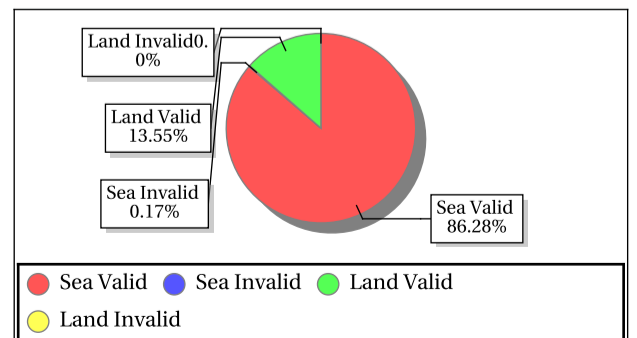 Land Invalid0.
0%
Land Valid
13.55%
Sea Invalid
0.17%
Sea Valid
86.28%
Sea Valid Sea Invalid Land Valid
Land Invalid